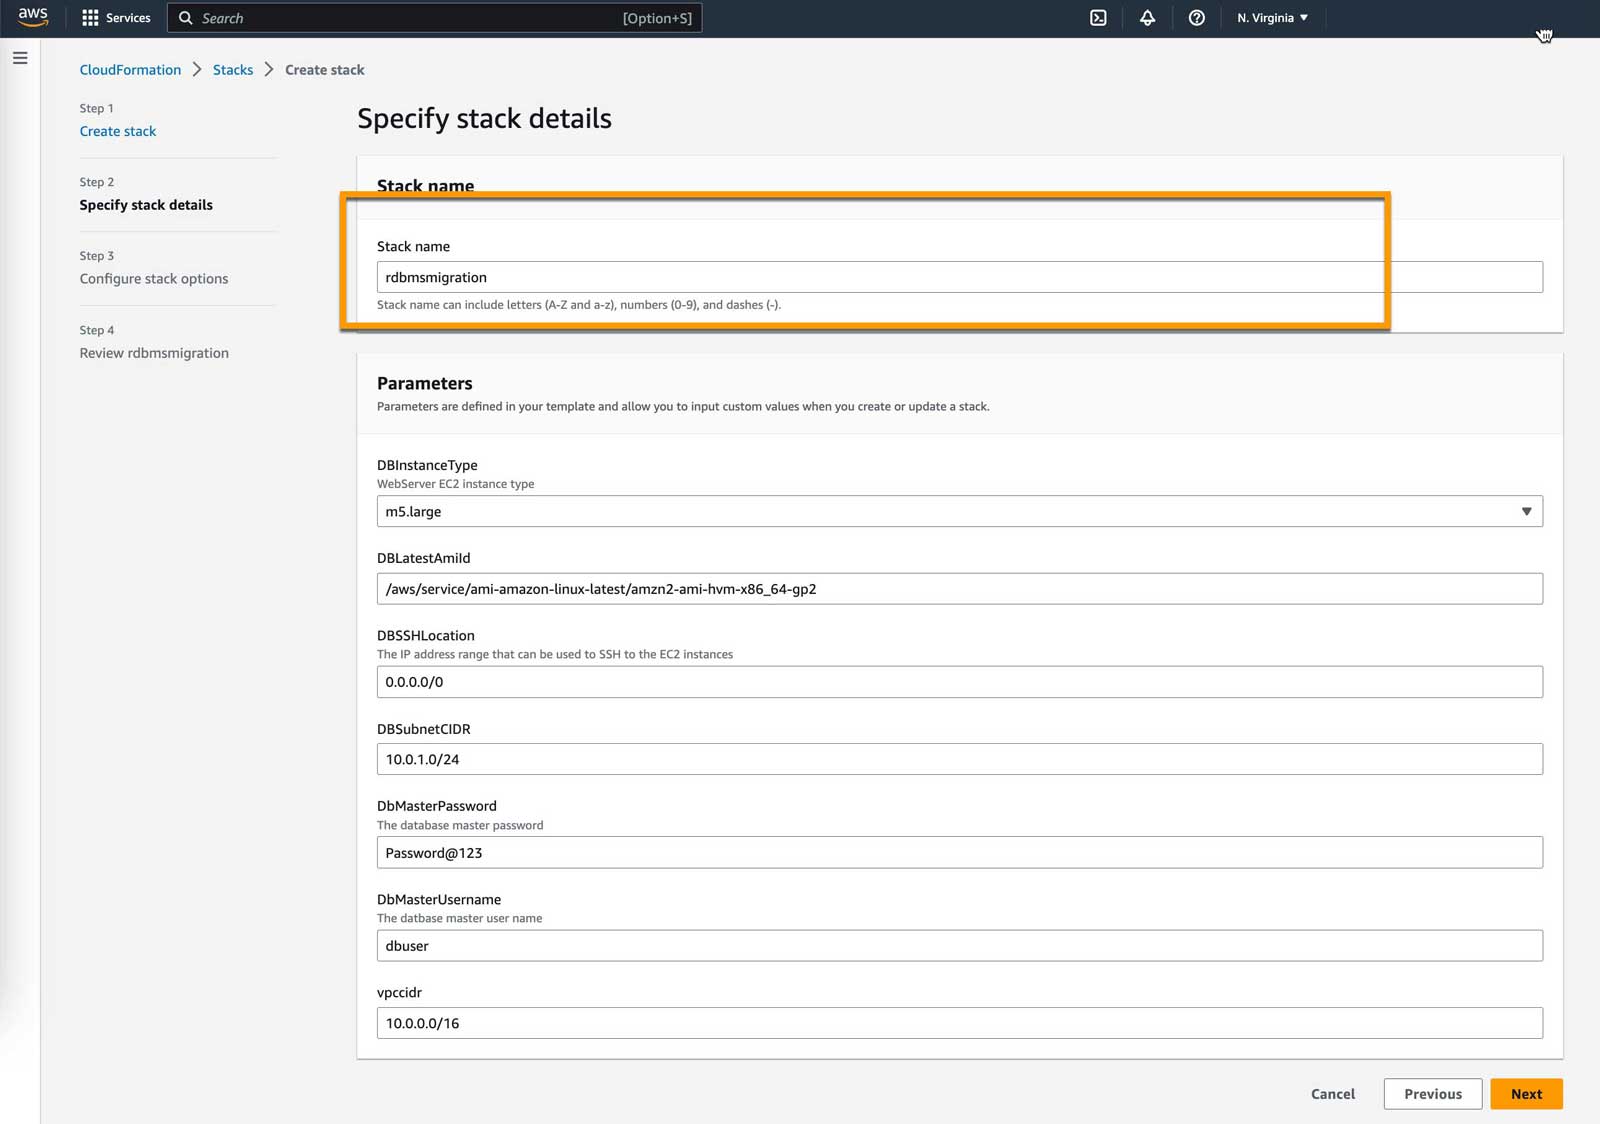 aws
Services
Search
[Option+S]
N. Virginia
CloudFormation
Stacks
Create stack
Step 1
Create stack
Step 2
Specify stack details
Step 3
Configure stack options
Step 4
Review rdbmsmigration
Specify stack details
Stack name
Stack name
rdbmsmigration
Stack name can include letters (A-Z and a-z), numbers (0-9), and dashes (-).
Parameters
Parameters are defined in your template and allow you to input custom values when you create or update a stack.
DBInstanceType
WebServer EC2 instance type
m5.large
DBLatestAmiId
/aws/service/ami-amazon-linux-latest/amzn2-ami-hvm-x86_64-gp2
DBSSHLocation
The IP address range that can be used to SSH to the EC2 instances
0.0.0.0/0
DBSubnetCIDR
10.0.1.0/24
DbMasterPassword
The database master password
Password@123
DbMasterUsername
The datbase master user name
dbuser
vpccidr
10.0.0.0/16
Cancel
Previous
Next